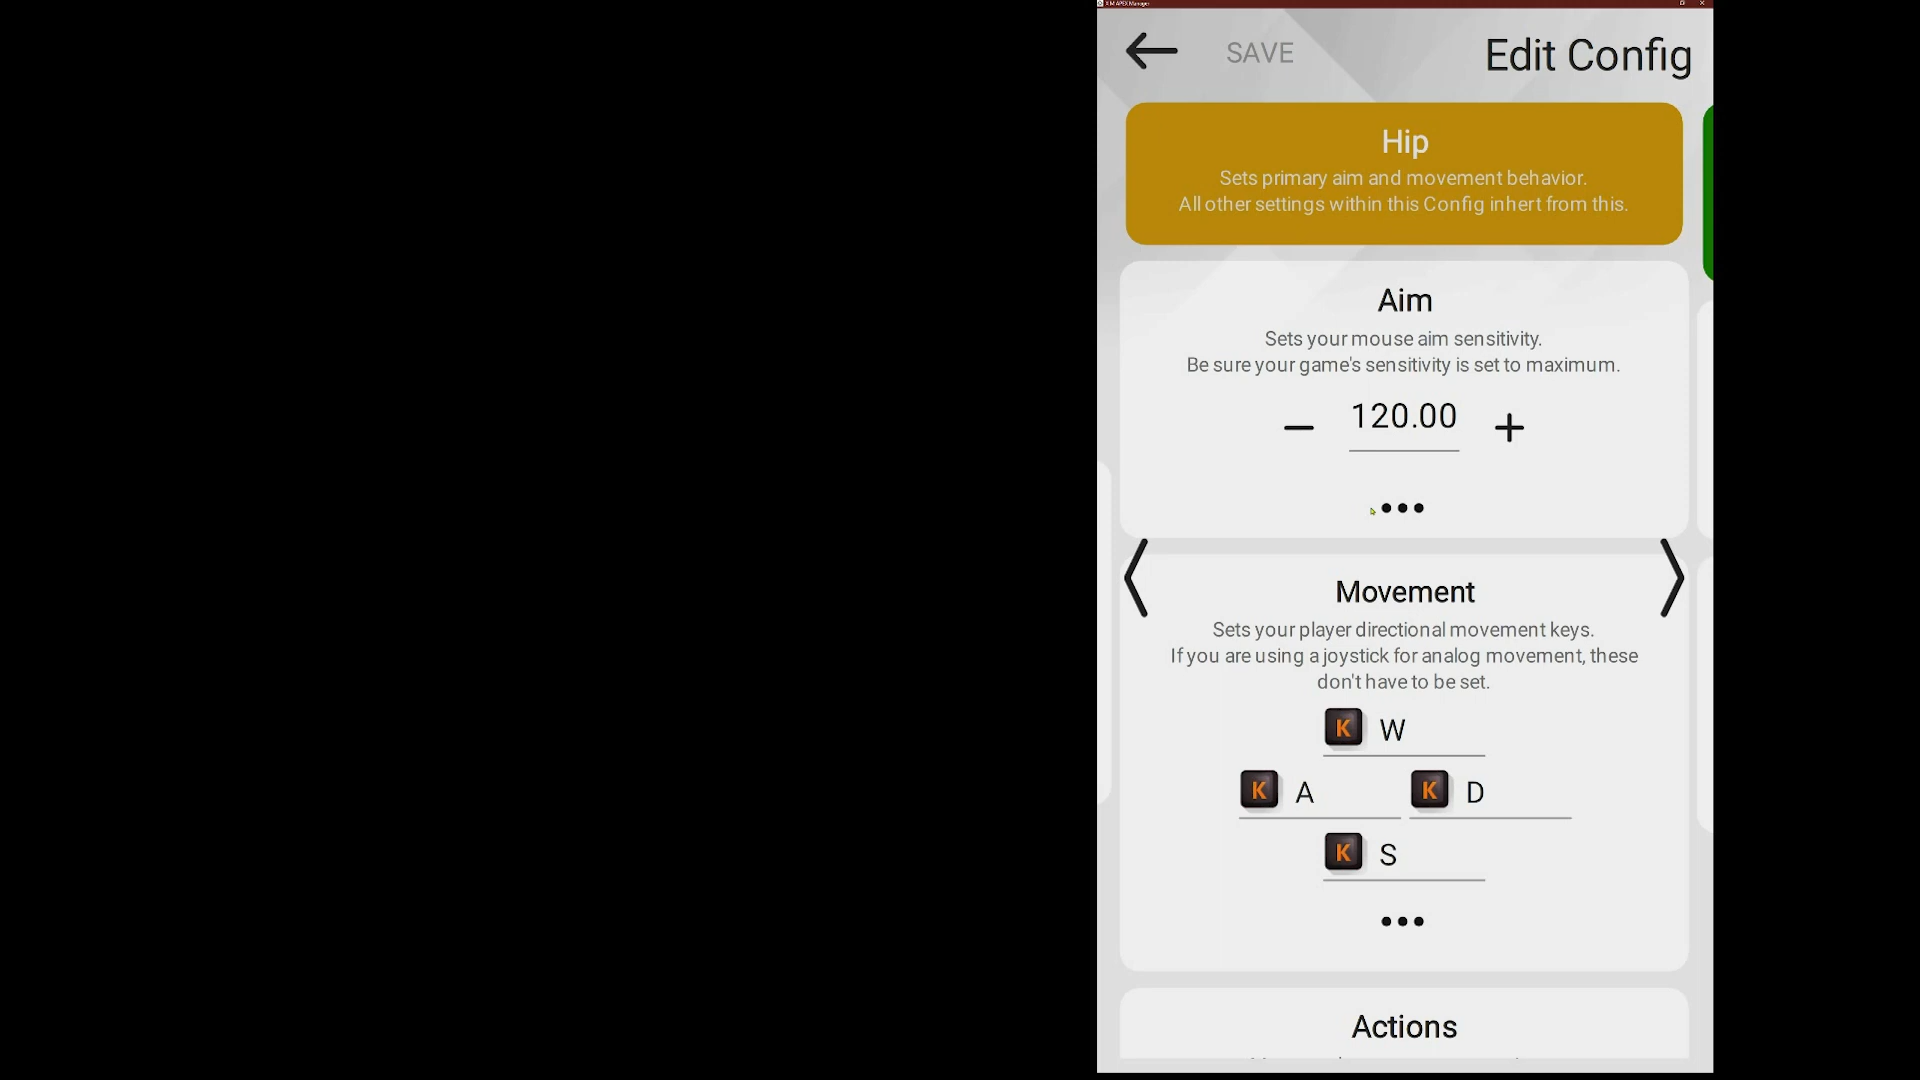 XIM APEX Manager
SAVE
Edit Config
Hip
Sets primary aim and movement behavior.
All other settings within this Config inhert from this.
Aim
Sets your mouse aim sensitivity.
Be sure your game's sensitivity is set to maximum.
120.00
Movement
Sets your player directional movement keys.
If you are using a joystick for analog movement, these
don't have to be set.
K W
K A K D
K S
Actions